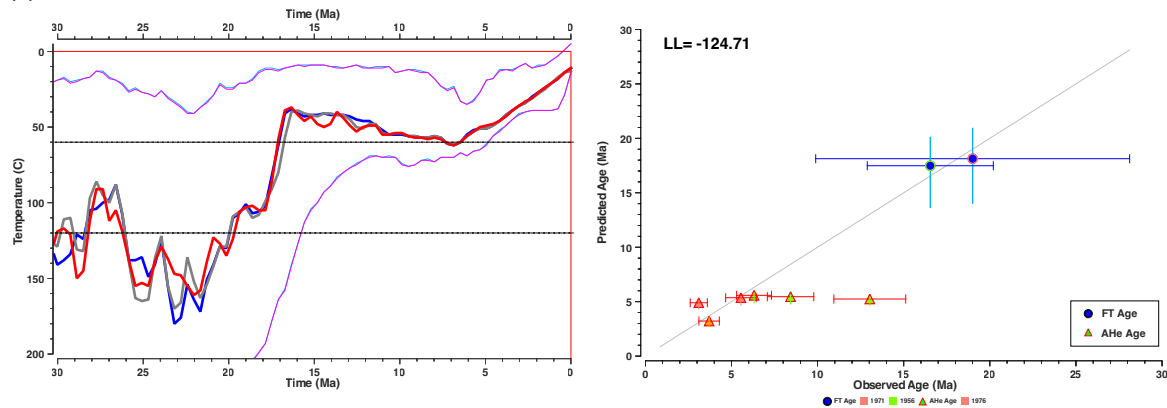 Time (Ma)
30 25 20 15 10 5 0
0
50
100
150
200
Temperature (C)
30 25 20 15 10 5 0
Time (Ma)
LL= -124.71
30
25
20
15
10
5
0
Predicted Age (Ma)
FT Age
AHe Age
0 5 10 15 20 25 30
Observed Age (Ma)
FT Age 1971 1956 AHe Age 1976